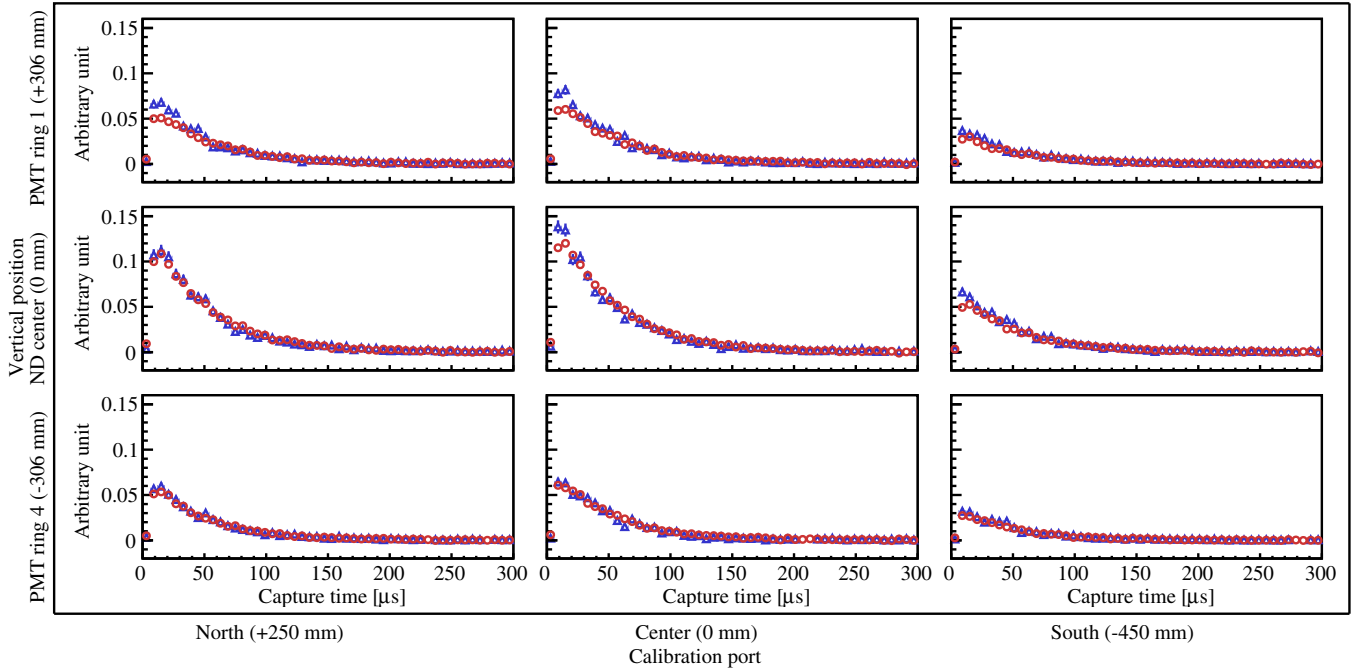 PMT ring 1 (+306 mm)
Arbitrary unit
0.15
0.1
0.05
0
Vertical position
ND center (0 mm)
Arbitrary unit
0.15
0.1
0.05
0
PMT ring 4 (-306 mm)
Arbitrary unit
0.15
0.1
0.05
0
0 50 100 150 200 250 300
0 50 100 150 200 250 300
0 50 100 150 200 250 300
Capture time [μs]
Capture time [μs]
Capture time [μs]
North (+250 mm)
Center (0 mm)
South (-450 mm)
Calibration port